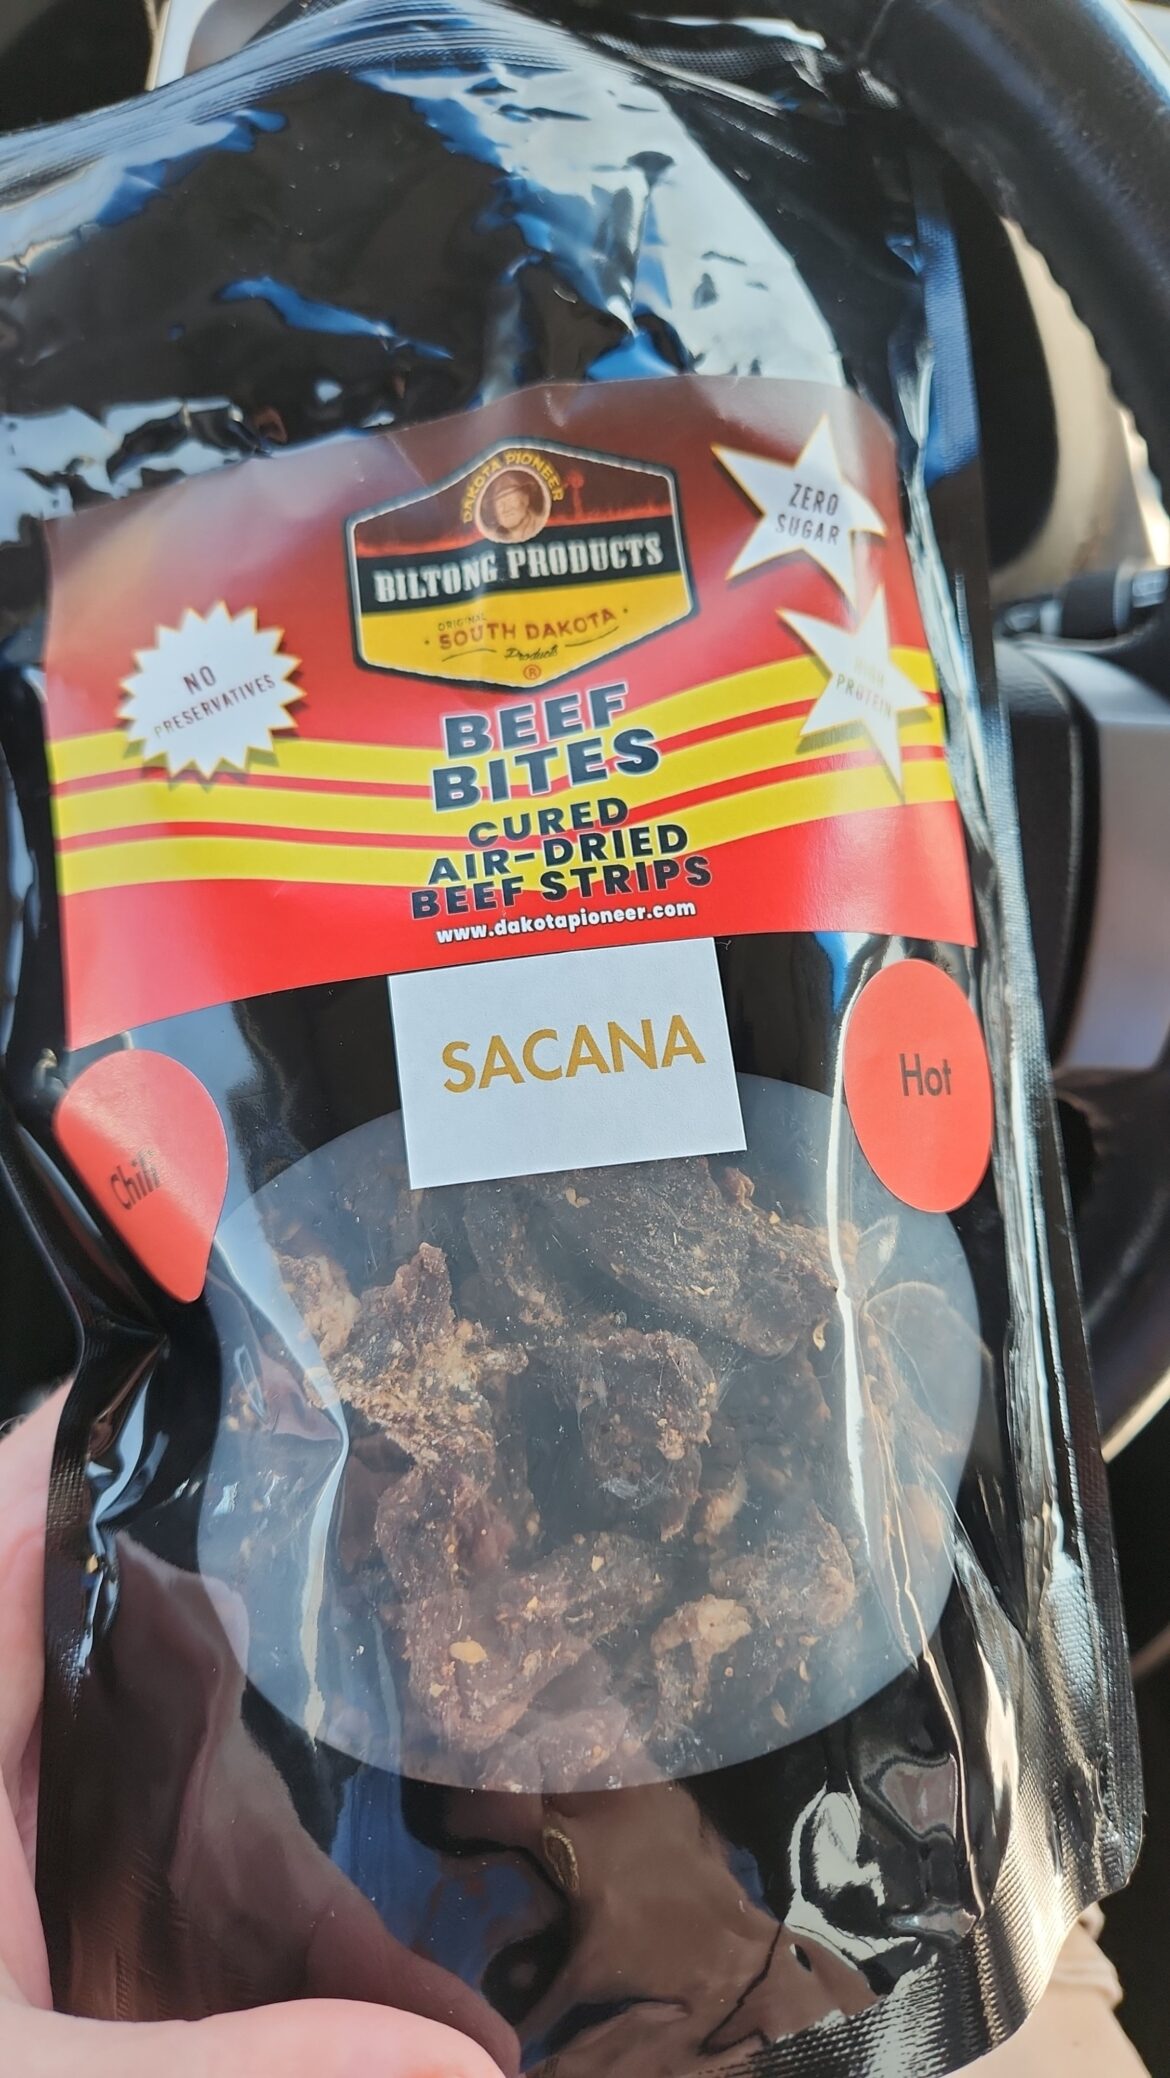 DAKOTA PIONEER
BILTONG PRODUCTS
ORIGINAL
SOUTH DAKOTA
Products
®
ZERO
SUGAR
HIGH
PROTEIN
NO
PRESERVATIVES
BEEF
BITES
CURED
AIR-DRIED
BEEF STRIPS
www.dakotapioneer.com
SACANA
Chili
Hot